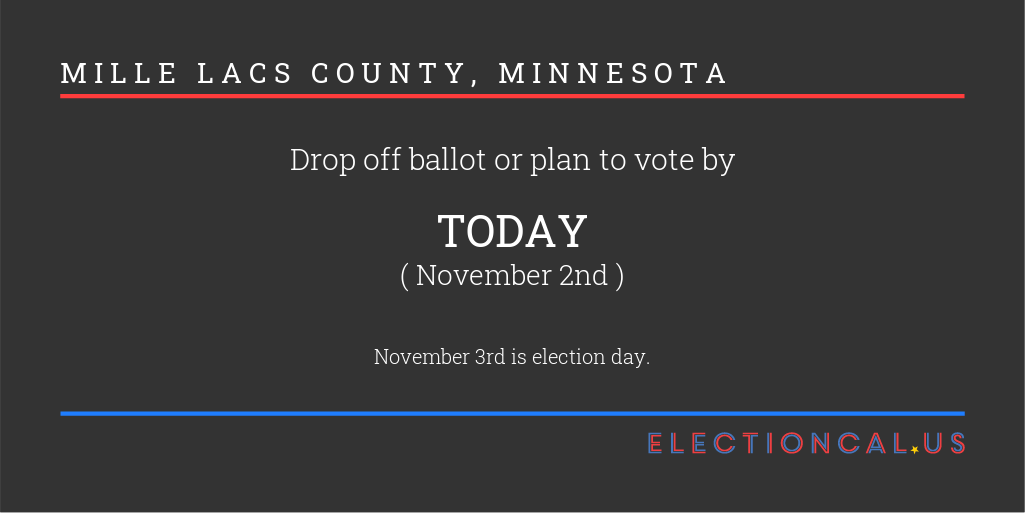 MILLE LACS COUNTY, MINNESOTA
Drop off ballot or plan to vote by
TODAY
( November 2nd )
November 3rd is election day.
ELECTIONCAL.US